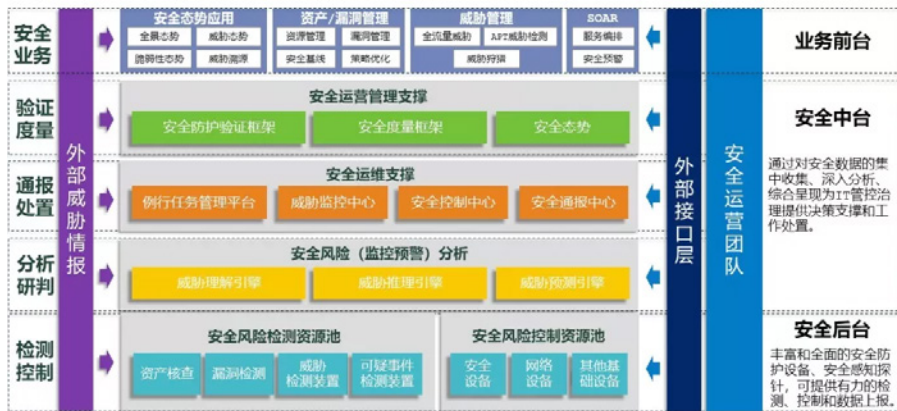 安全
业务
安全态势应用
全景态势
威胁态势
脆弱性态势
威胁溯源
资产/漏洞管理
资源管理
漏洞管理
安全基线
策略优化
威胁管理
全流量威胁
APT威胁检测
威胁狩猎
SOAR
服务编排
安全预警
业务前台
验证
度量
安全运营管理支撑
安全防护验证框架
安全度量框架
安全态势
安全中台
通过对安全数据的集
中收集、深入分析、
综合呈现为IT管控治
理提供决策支撑和工
作处置。
通报
处置
安全运维支撑
例行任务管理平台
威胁监控中心
安全控制中心
安全通报中心
分析
研判
安全风险（监控预警）分析
威胁理解引擎
威胁推理引擎
威胁预测引擎
检测
控制
安全风险检测资源池
资产核查
漏洞检测
威胁
检测装置
可疑事件
检测装置
安全风险控制资源池
安全
设备
网络
设备
其他基
础设备
安全后台
丰富和全面的安全防
护设备、安全感知探
针，可提供有力的检
测、控制和数据上报。
外部威胁情报
外部接口层
安全运营团队